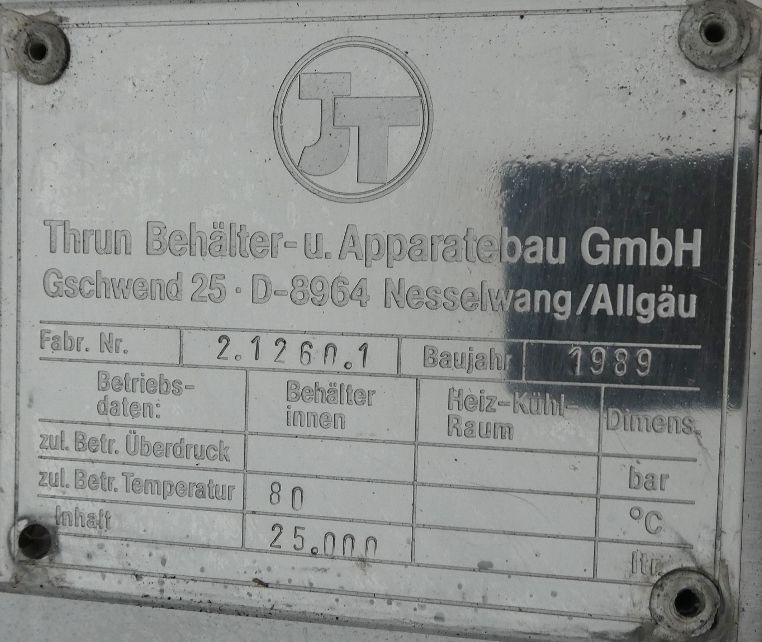 JT
Thrun Behälter- u. Apparatebau GmbH
Gschwend 25 · D-8964 Nesselwang/Allgäu
Fabr. Nr. 2.1260.1 Baujahr 1989
Betriebs- Behälter Heiz-Kühl- Dimens.
daten: innen Raum
zul. Betr. Überdruck bar
zul. Betr. Temperatur 80 °C
Inhalt 25.000 ltr.